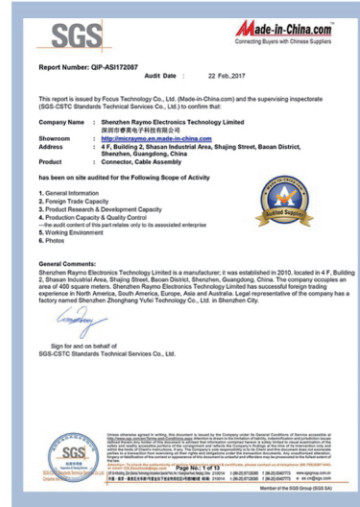 SGS
Made-in-China.com
Connecting Buyers with Chinese Suppliers
Report Number: QIP-ASI172087
Audit Date : 22 Feb.,2017
This report is issued by Focus Technology Co., Ltd. (Made-in-China.com) and the supervising inspectorate
(SGS-CSTC Standards Technical Services Co., Ltd.) to confirm that:
Company Name : Shenzhen Raymo Electronics Technology Limited
深圳市睿莫电子科技有限公司
Showroom : http://micraymo.en.made-in-china.com
Address : 4 F, Building 2, Shasan Industrial Area, Shajing Street, Baoan District,
Shenzhen, Guangdong, China
Product : Connector, Cable Assembly
has been on site audited for the Following Scope of Activity
1. General Information
2. Foreign Trade Capacity
3. Product Research & Development Capacity
4. Production Capacity & Quality Control
---the audit content of this part relates only to its associated enterprise
5. Working Environment
6. Photos
Audited Supplier
General Comments:
Shenzhen Raymo Electronics Technology Limited is a manufacturer; it was established in 2010, located in 4 F, Building
2, Shasan Industrial Area, Shajing Street, Baoan District, Shenzhen, Guangdong, China. The company occupies an
area of 400 square meters. Shenzhen Raymo Electronics Technology Limited has successful foreign trading
experience in North America, South America, Europe, Asia and Australia. Legal representative of the company has a
factory named Shenzhen Zhonghang Yufei Technology Co., Ltd. in Shenzhen City.
Sign for and on behalf of
SGS-CSTC Standards Technical Services Co., Ltd.
SGS
Page No.: 1 of 13
Member of the SGS Group (SGS SA)